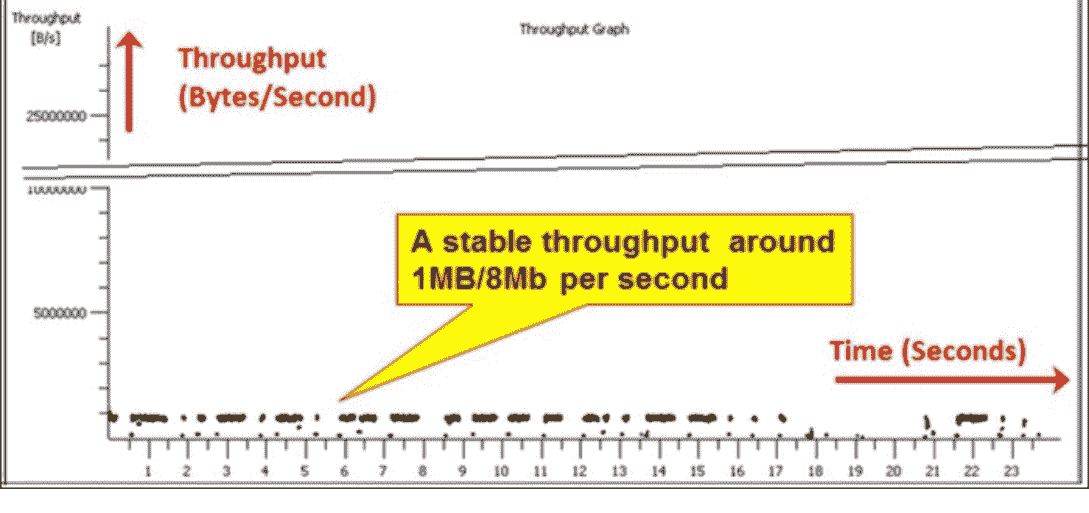 Throughput
[B/s]
Throughput Graph
Throughput
(Bytes/Second)
25000000
10000000
A stable throughput around
1MB/8Mb per second
5000000
Time (Seconds)
1 2 3 4 5 6 7 8 9 10 11 12 13 14 15 16 17 18 19 20 21 22 23